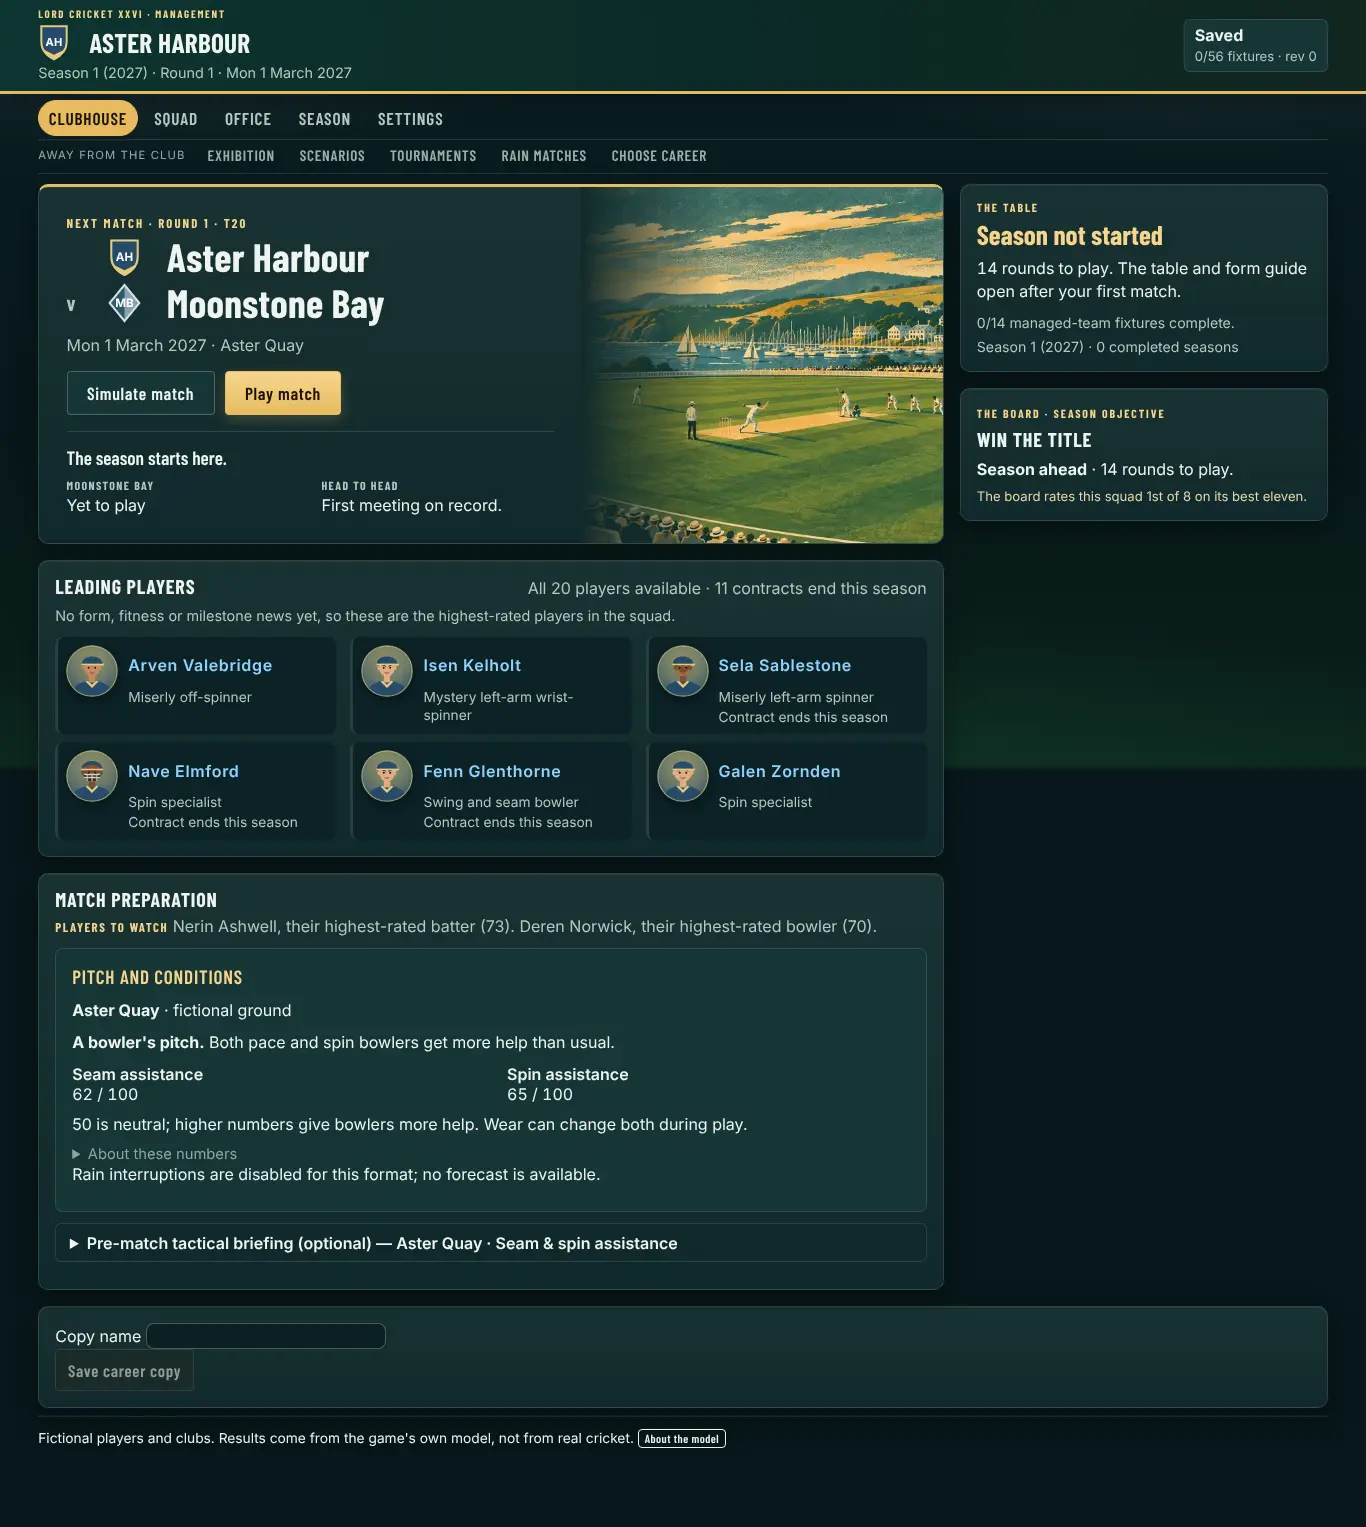 LORD CRICKET XXVI · MANAGEMENT
AH
ASTER HARBOUR
Season 1 (2027) · Round 1 · Mon 1 March 2027
Saved
0/56 fixtures · rev 0
CLUBHOUSE SQUAD OFFICE SEASON SETTINGS
AWAY FROM THE CLUB EXHIBITION SCENARIOS TOURNAMENTS RAIN MATCHES CHOOSE CAREER
NEXT MATCH · ROUND 1 · T20
AH Aster Harbour
V MB Moonstone Bay
Mon 1 March 2027 · Aster Quay
Simulate match Play match
The season starts here.
MOONSTONE BAY
Yet to play
HEAD TO HEAD
First meeting on record.
THE TABLE
Season not started
14 rounds to play. The table and form guide
open after your first match.
0/14 managed-team fixtures complete.
Season 1 (2027) · 0 completed seasons
THE BOARD · SEASON OBJECTIVE
WIN THE TITLE
Season ahead · 14 rounds to play.
The board rates this squad 1st of 8 on its best eleven.
LEADING PLAYERS
All 20 players available · 11 contracts end this season
No form, fitness or milestone news yet, so these are the highest-rated players in the squad.
Arven Valebridge
Miserly off-spinner
Isen Kelholt
Mystery left-arm wrist-
spinner
Sela Sablestone
Miserly left-arm spinner
Contract ends this season
Nave Elmford
Spin specialist
Contract ends this season
Fenn Glenthorne
Swing and seam bowler
Contract ends this season
Galen Zornden
Spin specialist
MATCH PREPARATION
PLAYERS TO WATCH Nerin Ashwell, their highest-rated batter (73). Deren Norwick, their highest-rated bowler (70).
PITCH AND CONDITIONS
Aster Quay · fictional ground
A bowler's pitch. Both pace and spin bowlers get more help than usual.
Seam assistance
62 / 100
Spin assistance
65 / 100
50 is neutral; higher numbers give bowlers more help. Wear can change both during play.
▶ About these numbers
Rain interruptions are disabled for this format; no forecast is available.
▶ Pre-match tactical briefing (optional) — Aster Quay · Seam & spin assistance
Copy name
Save career copy
Fictional players and clubs. Results come from the game's own model, not from real cricket. About the model